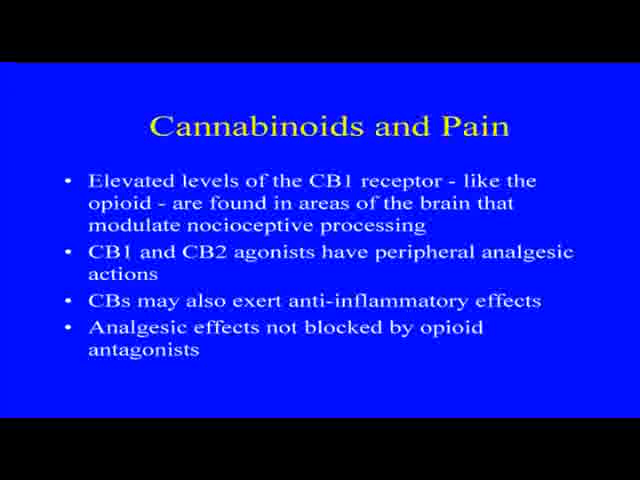 Cannabinoids and Pain
• Elevated levels of the CB1 receptor - like the
opioid - are found in areas of the brain that
modulate nocioceptive processing
• CB1 and CB2 agonists have peripheral analgesic
actions
• CBs may also exert anti-inflammatory effects
• Analgesic effects not blocked by opioid
antagonists